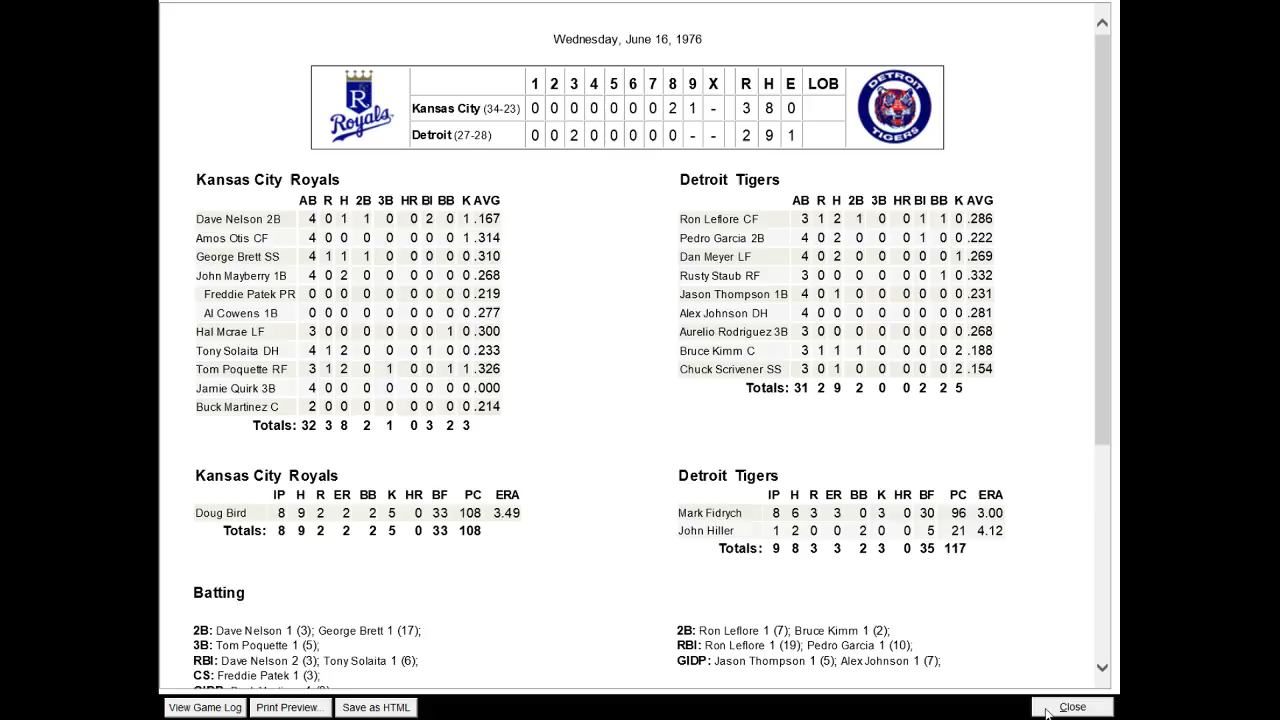 Wednesday, June 16, 1976
1 2 3 4 5 6 7 8 9 X R H E LOB
Kansas City (34-23) 0 0 0 0 0 0 0 2 1 - 3 8 0
Detroit (27-28) 0 0 2 0 0 0 0 0 - - 2 9 1
R
Royals
DETROIT
TIGERS
Kansas City Royals
AB R H 2B 3B HR BI BB K AVG
Dave Nelson 2B 4 0 1 1 0 0 2 0 1 .167
Amos Otis CF 4 0 0 0 0 0 0 0 1 .314
George Brett SS 4 1 1 1 0 0 0 0 0 .310
John Mayberry 1B 4 0 2 0 0 0 0 0 0 .268
Freddie Patek PR 0 0 0 0 0 0 0 0 0 .219
Al Cowens 1B 0 0 0 0 0 0 0 0 0 .277
Hal Mcrae LF 3 0 0 0 0 0 0 1 0 .300
Tony Solaita DH 4 1 2 0 0 0 1 0 0 .233
Tom Poquette RF 3 1 2 0 1 0 0 1 1 .326
Jamie Quirk 3B 4 0 0 0 0 0 0 0 0 .000
Buck Martinez C 2 0 0 0 0 0 0 0 0 .214
Totals: 32 3 8 2 1 0 3 2 3
Detroit Tigers
AB R H 2B 3B HR BI BB K AVG
Ron Leflore CF 3 1 2 1 0 0 1 1 0 .286
Pedro Garcia 2B 4 0 2 0 0 0 1 0 0 .222
Dan Meyer LF 4 0 0 0 0 0 0 0 1 .269
Rusty Staub RF 3 0 0 0 0 0 0 1 0 .332
Jason Thompson 1B 4 0 1 0 0 0 0 0 0 .231
Alex Johnson DH 4 0 0 0 0 0 0 0 0 .281
Aurelio Rodriguez 3B 3 0 0 0 0 0 0 0 0 .268
Bruce Kimm C 3 1 1 1 0 0 0 0 2 .188
Chuck Scrivener SS 3 0 1 0 0 0 0 0 2 .154
Totals: 31 2 9 2 0 0 2 2 5
Kansas City Royals
IP H R ER BB K HR BF PC ERA
Doug Bird 8 9 2 2 2 5 0 33 108 3.49
Totals: 8 9 2 2 2 5 0 33 108
Detroit Tigers
IP H R ER BB K HR BF PC ERA
Mark Fidrych 8 6 3 3 0 3 0 30 96 3.00
John Hiller 1 2 0 0 2 0 0 5 21 4.12
Totals: 9 8 3 3 2 3 0 35 117
Batting
2B: Dave Nelson 1 (3); George Brett 1 (17);
3B: Tom Poquette 1 (5);
RBI: Dave Nelson 2 (3); Tony Solaita 1 (6);
CS: Freddie Patek 1 (3);
2B: Ron Leflore 1 (7); Bruce Kimm 1 (2);
RBI: Ron Leflore 1 (19); Pedro Garcia 1 (10);
GIDP: Jason Thompson 1 (5); Alex Johnson 1 (7);
View Game Log Print Preview... Save as HTML Close